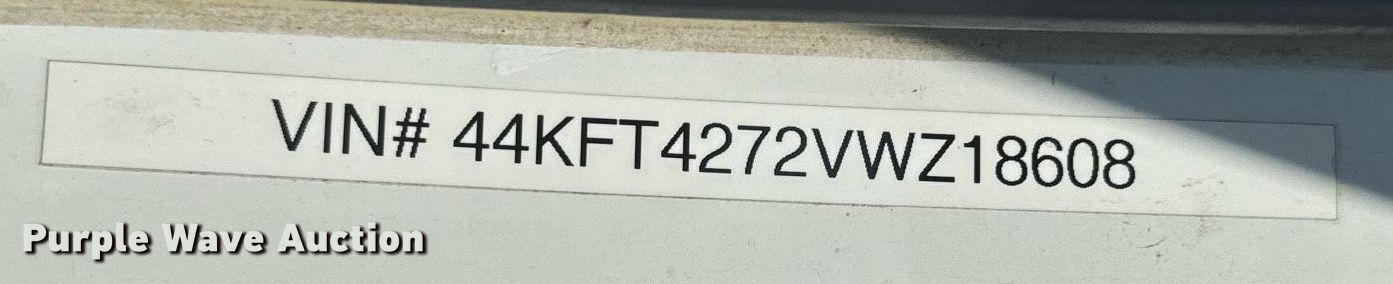 VIN# 44KFT4272VWZ18608
Purple Wave Auction